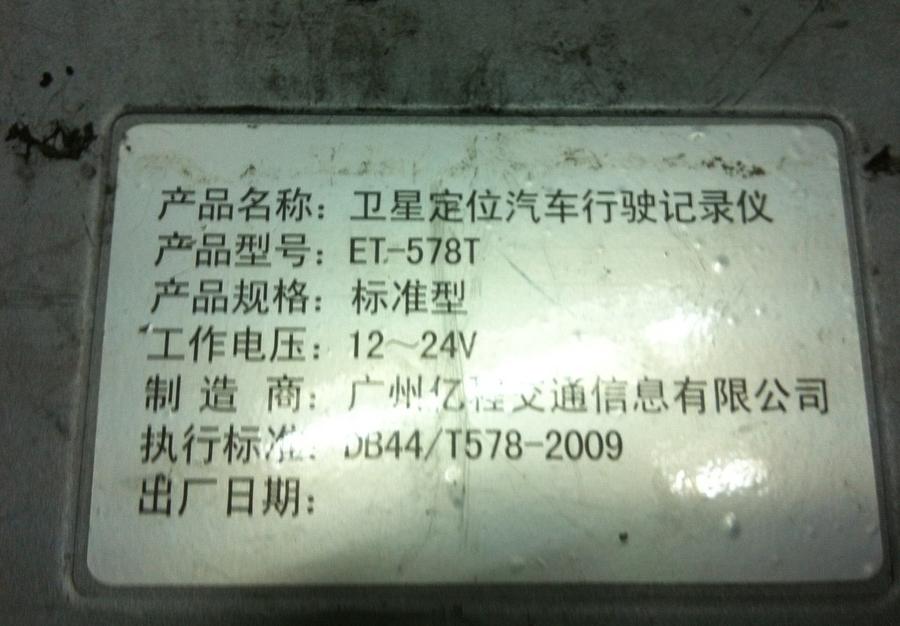 产品名称：卫星定位汽车行驶记录仪
产品型号：ET-578T
产品规格：标准型
工作电压：12～24V
制造商：广州亿程交通信息有限公司
执行标准：DB44/T578-2009
出厂日期：